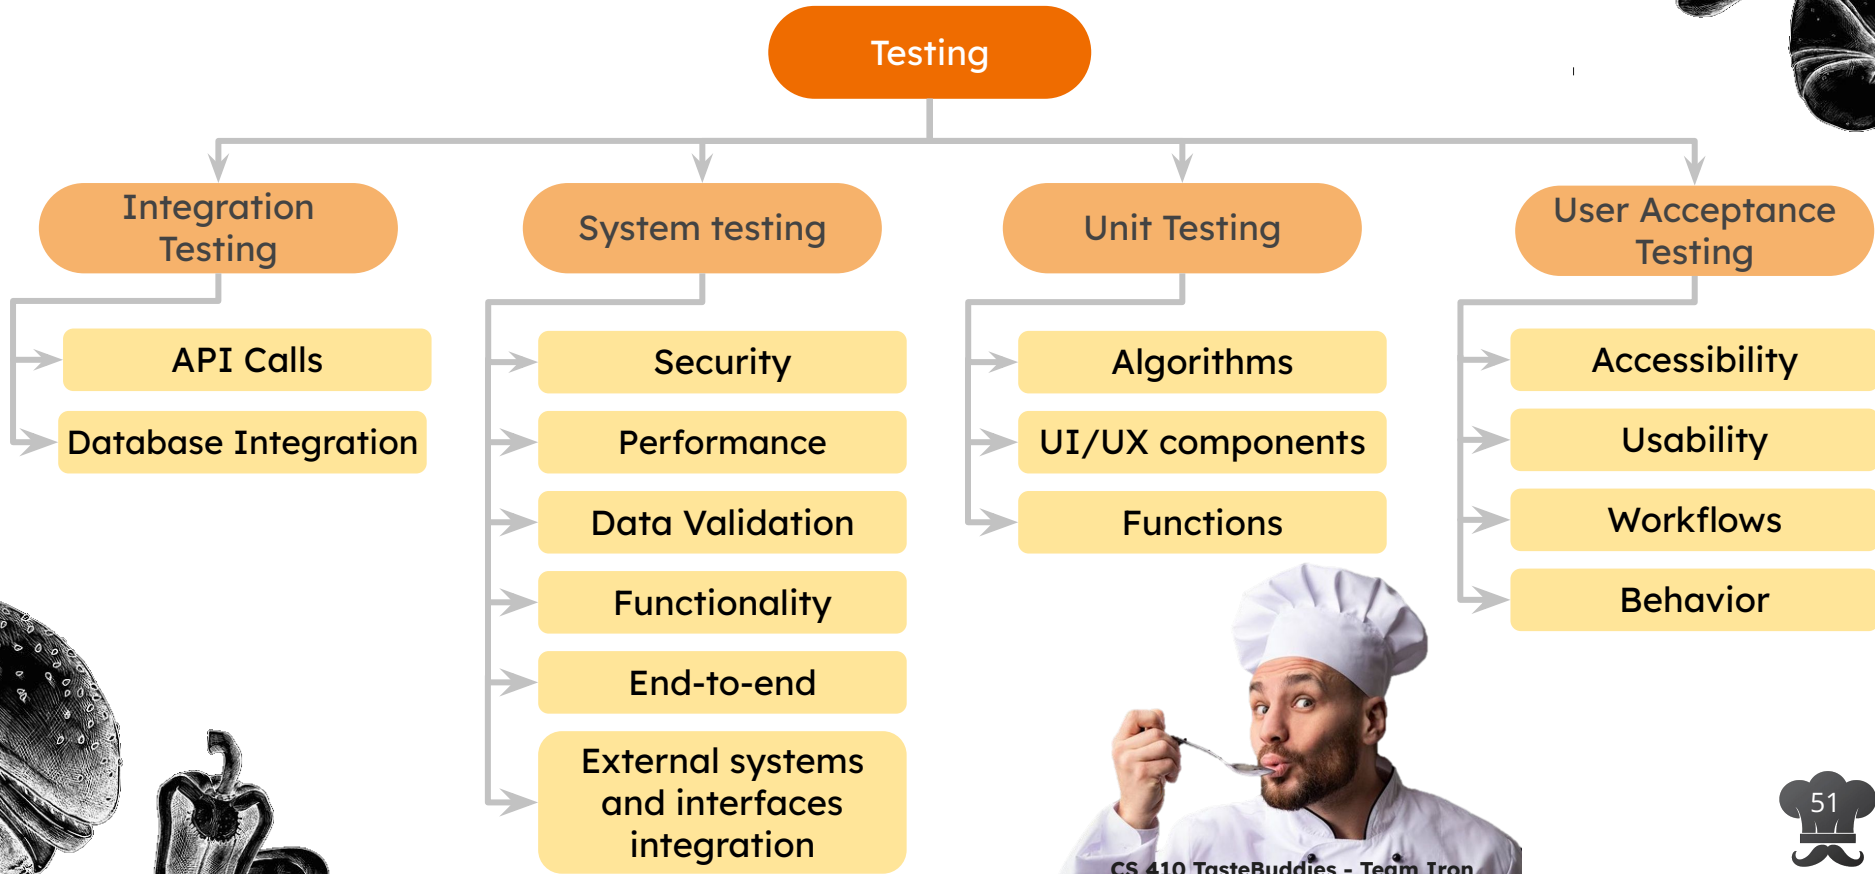 Testing
Integration
Testing
API Calls
Database Integration
System testing
Security
Performance
Data Validation
Functionality
End-to-end
External systems
and interfaces
integration
Unit Testing
Algorithms
UI/UX components
Functions
User Acceptance
Testing
Accessibility
Usability
Workflows
Behavior
CS 410 TasteBuddies - Team Iron
51